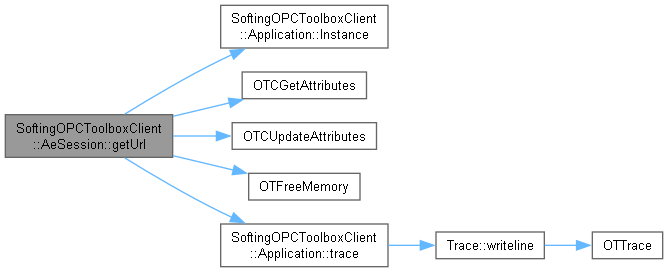 SoftingOPCToolboxClient
::AeSession::getUrl
SoftingOPCToolboxClient
::Application::Instance
OTCGetAttributes
OTCUpdateAttributes
OTFreeMemory
SoftingOPCToolboxClient
::Application::trace
Trace::writeline
OTTrace